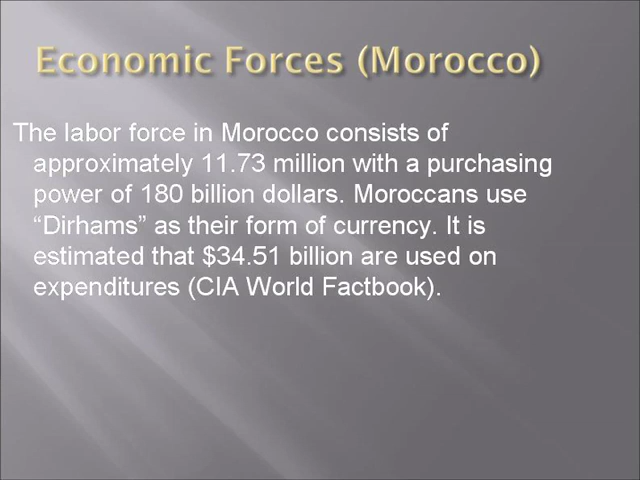 Economic Forces (Morocco)
The labor force in Morocco consists of
approximately 11.73 million with a purchasing
power of 180 billion dollars. Moroccans use
“Dirhams” as their form of currency. It is
estimated that $34.51 billion are used on
expenditures (CIA World Factbook).